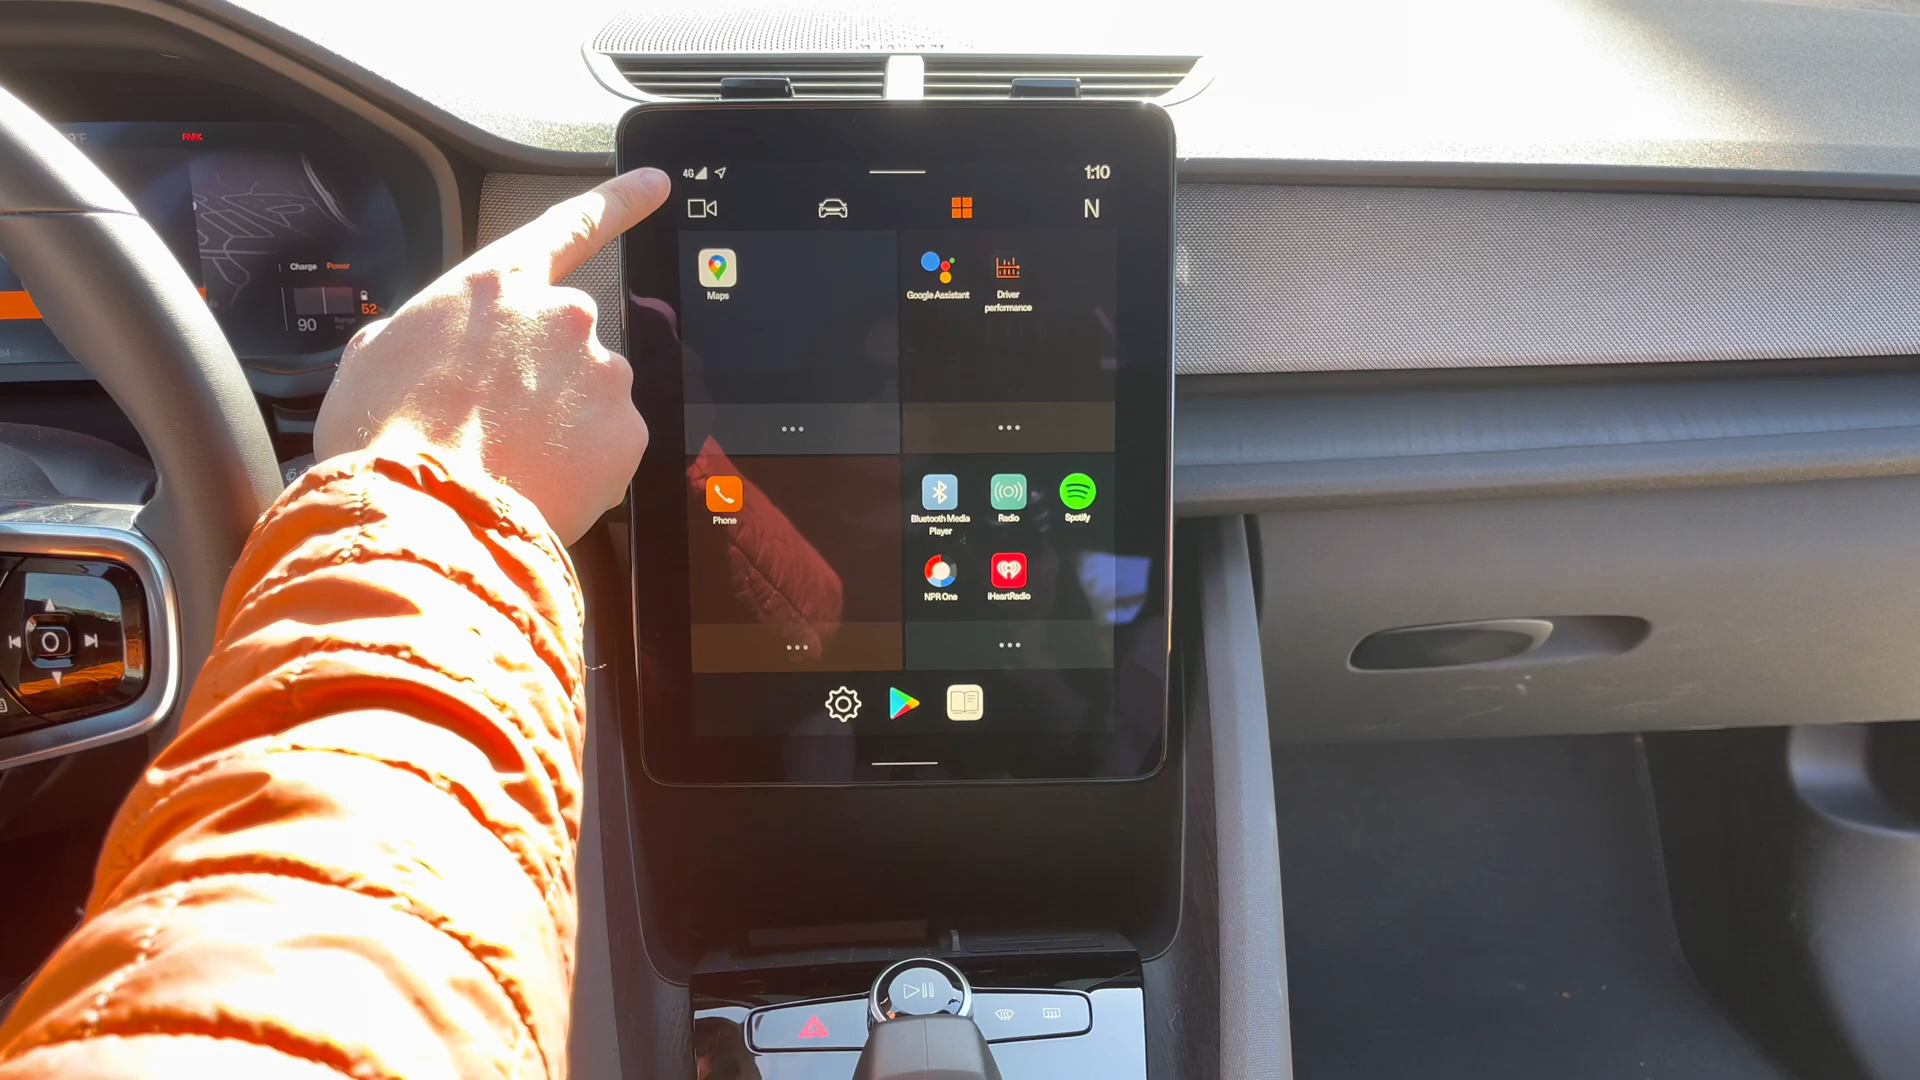 PARK
4G
1:10
N
Maps
Google Assistant
Driver
performance
Charge Power
52
90
Range
Phone
Bluetooth Media
Player
Radio
Spotify
NPR One
iHeartRadio